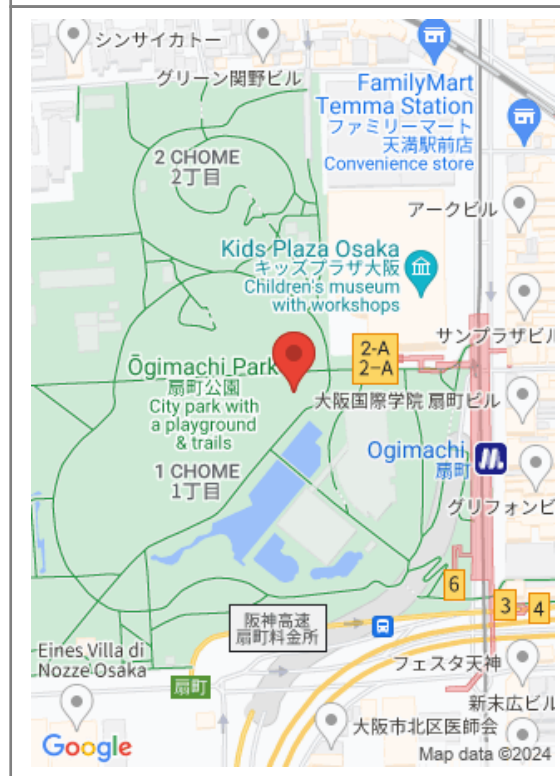 シンサイカトー
グリーン関野ビル
FamilyMart
Temma Station
ファミリーマート
天満駅前店
Convenience store
2 CHOME
2丁目
アークビル
Kids Plaza Osaka
キッズプラザ大阪
Children's museum
with workshops
サンプラザビル
2-A
2−A
Ōgimachi Park
扇町公園
City park with
a playground
& trails
大阪国際学院 扇町ビル
Ogimachi
扇町
1 CHOME
1丁目
グリフォンビ
6
3
4
阪神高速
扇町料金所
Eines Villa di
Nozze Osaka
扇町
フェスタ天神
新末広ビル
大阪市北区医師会
Google
Map data ©2024